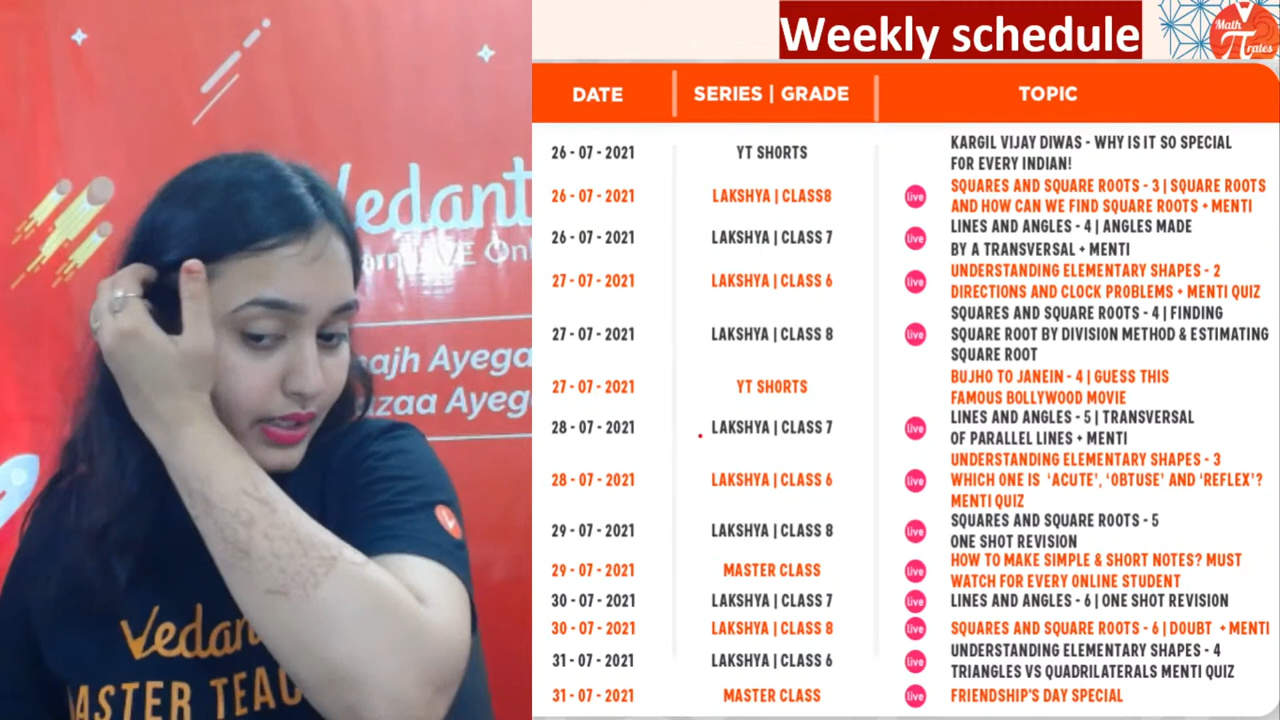 Vedant
earn LIVE Onl
Samajh Ayega
Mazaa Ayega
Vedan
MASTER TEAC
Weekly schedule
Math
π rates
DATE
SERIES | GRADE
TOPIC
26 - 07 - 2021
YT SHORTS
KARGIL VIJAY DIWAS - WHY IS IT SO SPECIAL
FOR EVERY INDIAN!
26 - 07 - 2021
LAKSHYA | CLASS8
live
SQUARES AND SQUARE ROOTS - 3 | SQUARE ROOTS
AND HOW CAN WE FIND SQUARE ROOTS + MENTI
26 - 07 - 2021
LAKSHYA | CLASS 7
live
LINES AND ANGLES - 4 | ANGLES MADE
BY A TRANSVERSAL + MENTI
27 - 07 - 2021
LAKSHYA | CLASS 6
live
UNDERSTANDING ELEMENTARY SHAPES - 2
DIRECTIONS AND CLOCK PROBLEMS + MENTI QUIZ
27 - 07 - 2021
LAKSHYA | CLASS 8
live
SQUARES AND SQUARE ROOTS - 4 | FINDING
SQUARE ROOT BY DIVISION METHOD & ESTIMATING
SQUARE ROOT
27 - 07 - 2021
YT SHORTS
BUJHO TO JANEIN - 4 | GUESS THIS
FAMOUS BOLLYWOOD MOVIE
28 - 07 - 2021
LAKSHYA | CLASS 7
live
LINES AND ANGLES - 5 | TRANSVERSAL
OF PARALLEL LINES + MENTI
28 - 07 - 2021
LAKSHYA | CLASS 6
live
UNDERSTANDING ELEMENTARY SHAPES - 3
WHICH ONE IS 'ACUTE', 'OBTUSE' AND 'REFLEX'?
MENTI QUIZ
29 - 07 - 2021
LAKSHYA | CLASS 8
live
SQUARES AND SQUARE ROOTS - 5
ONE SHOT REVISION
29 - 07 - 2021
MASTER CLASS
live
HOW TO MAKE SIMPLE & SHORT NOTES? MUST
WATCH FOR EVERY ONLINE STUDENT
30 - 07 - 2021
LAKSHYA | CLASS 7
live
LINES AND ANGLES - 6 | ONE SHOT REVISION
30 - 07 - 2021
LAKSHYA | CLASS 8
live
SQUARES AND SQUARE ROOTS - 6 | DOUBT + MENTI
31 - 07 - 2021
LAKSHYA | CLASS 6
live
UNDERSTANDING ELEMENTARY SHAPES - 4
TRIANGLES VS QUADRILATERALS MENTI QUIZ
31 - 07 - 2021
MASTER CLASS
live
FRIENDSHIP'S DAY SPECIAL